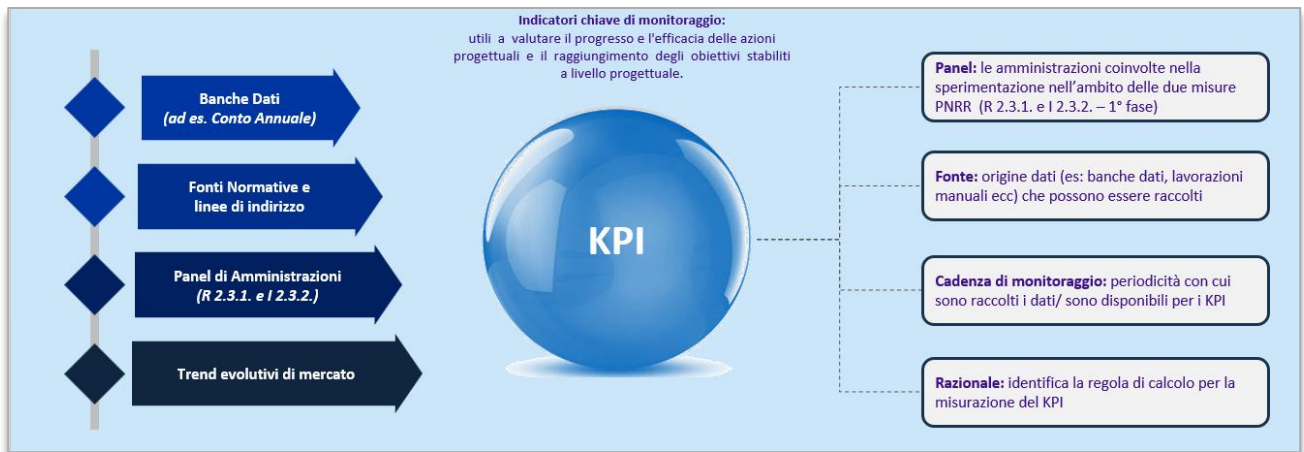 Indicatori chiave di monitoraggio:
utili a valutare il progresso e l'efficacia delle azioni
progettuali e il raggiungimento degli obiettivi stabiliti
a livello progettuale.
Banche Dati
(ad es. Conto Annuale)
Fonti Normative e
linee di indirizzo
Panel di Amministrazioni
(R 2.3.1. e I 2.3.2.)
Trend evolutivi di mercato
KPI
Panel: le amministrazioni coinvolte nella
sperimentazione nell'ambito delle due misure
PNRR (R 2.3.1. e I 2.3.2. – 1° fase)
Fonte: origine dati (es: banche dati, lavorazioni
manuali ecc) che possono essere raccolti
Cadenza di monitoraggio: periodicità con cui
sono raccolti i dati/ sono disponibili per i KPI
Razionale: identifica la regola di calcolo per la
misurazione del KPI